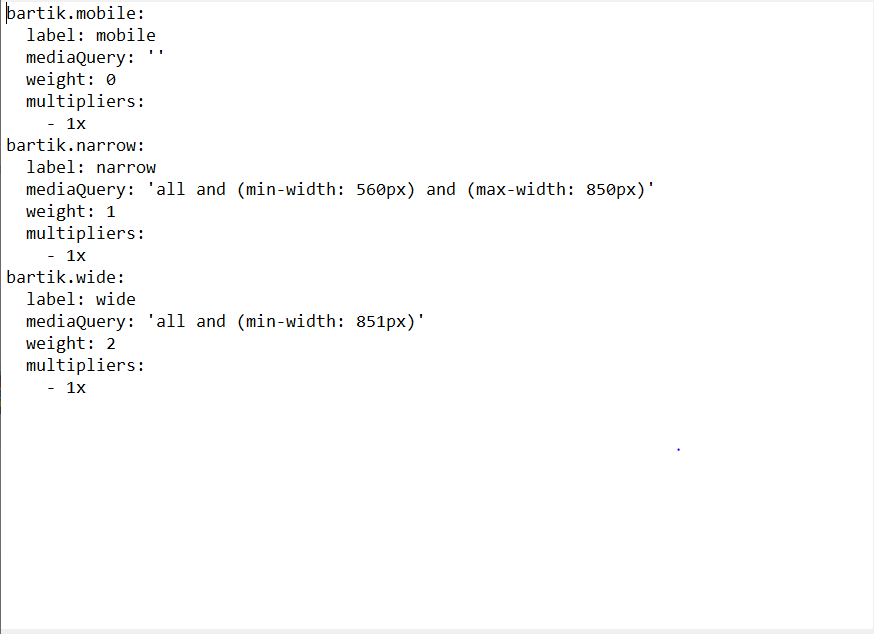 bartik.mobile:
  label: mobile
  mediaQuery: ''
  weight: 0
  multipliers:
    - 1x
bartik.narrow:
  label: narrow
  mediaQuery: 'all and (min-width: 560px) and (max-width: 850px)'
  weight: 1
  multipliers:
    - 1x
bartik.wide:
  label: wide
  mediaQuery: 'all and (min-width: 851px)'
  weight: 2
  multipliers:
    - 1x